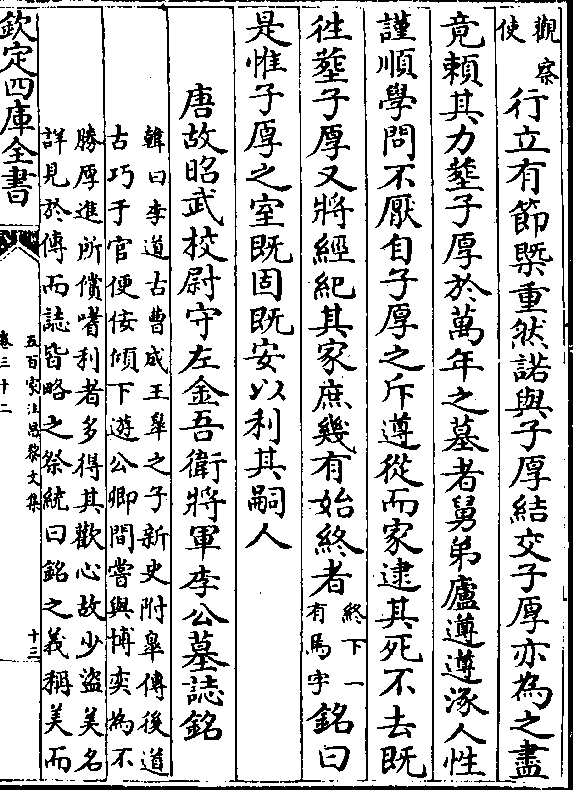 觀察使行立有節槩重然諾與子厚結交子厚亦為之盡
竟頼其力塟子厚於萬年之墓者舅弟盧遵遵涿人性
謹順學問不厭自子厚之斥遵從而家逮其死不去既
徃塟子厚又將經紀其家庶幾有始終者終下一有焉字銘曰
是惟子厚之室既固既安以利其嗣人
唐故昭武校尉守左金吾衛將軍李公墓誌銘
韓曰李道古曹成王臯之子新史附臯傳後道
古巧于官便佞傾下遊公卿間嘗與博奕為不
勝厚進所償嗜利者多得其歡心故少盜美名
詳見於傳而誌皆略之祭統曰銘之義稱美而
欽定四庫全書
五百家注昌黎文集
卷三十二
十三